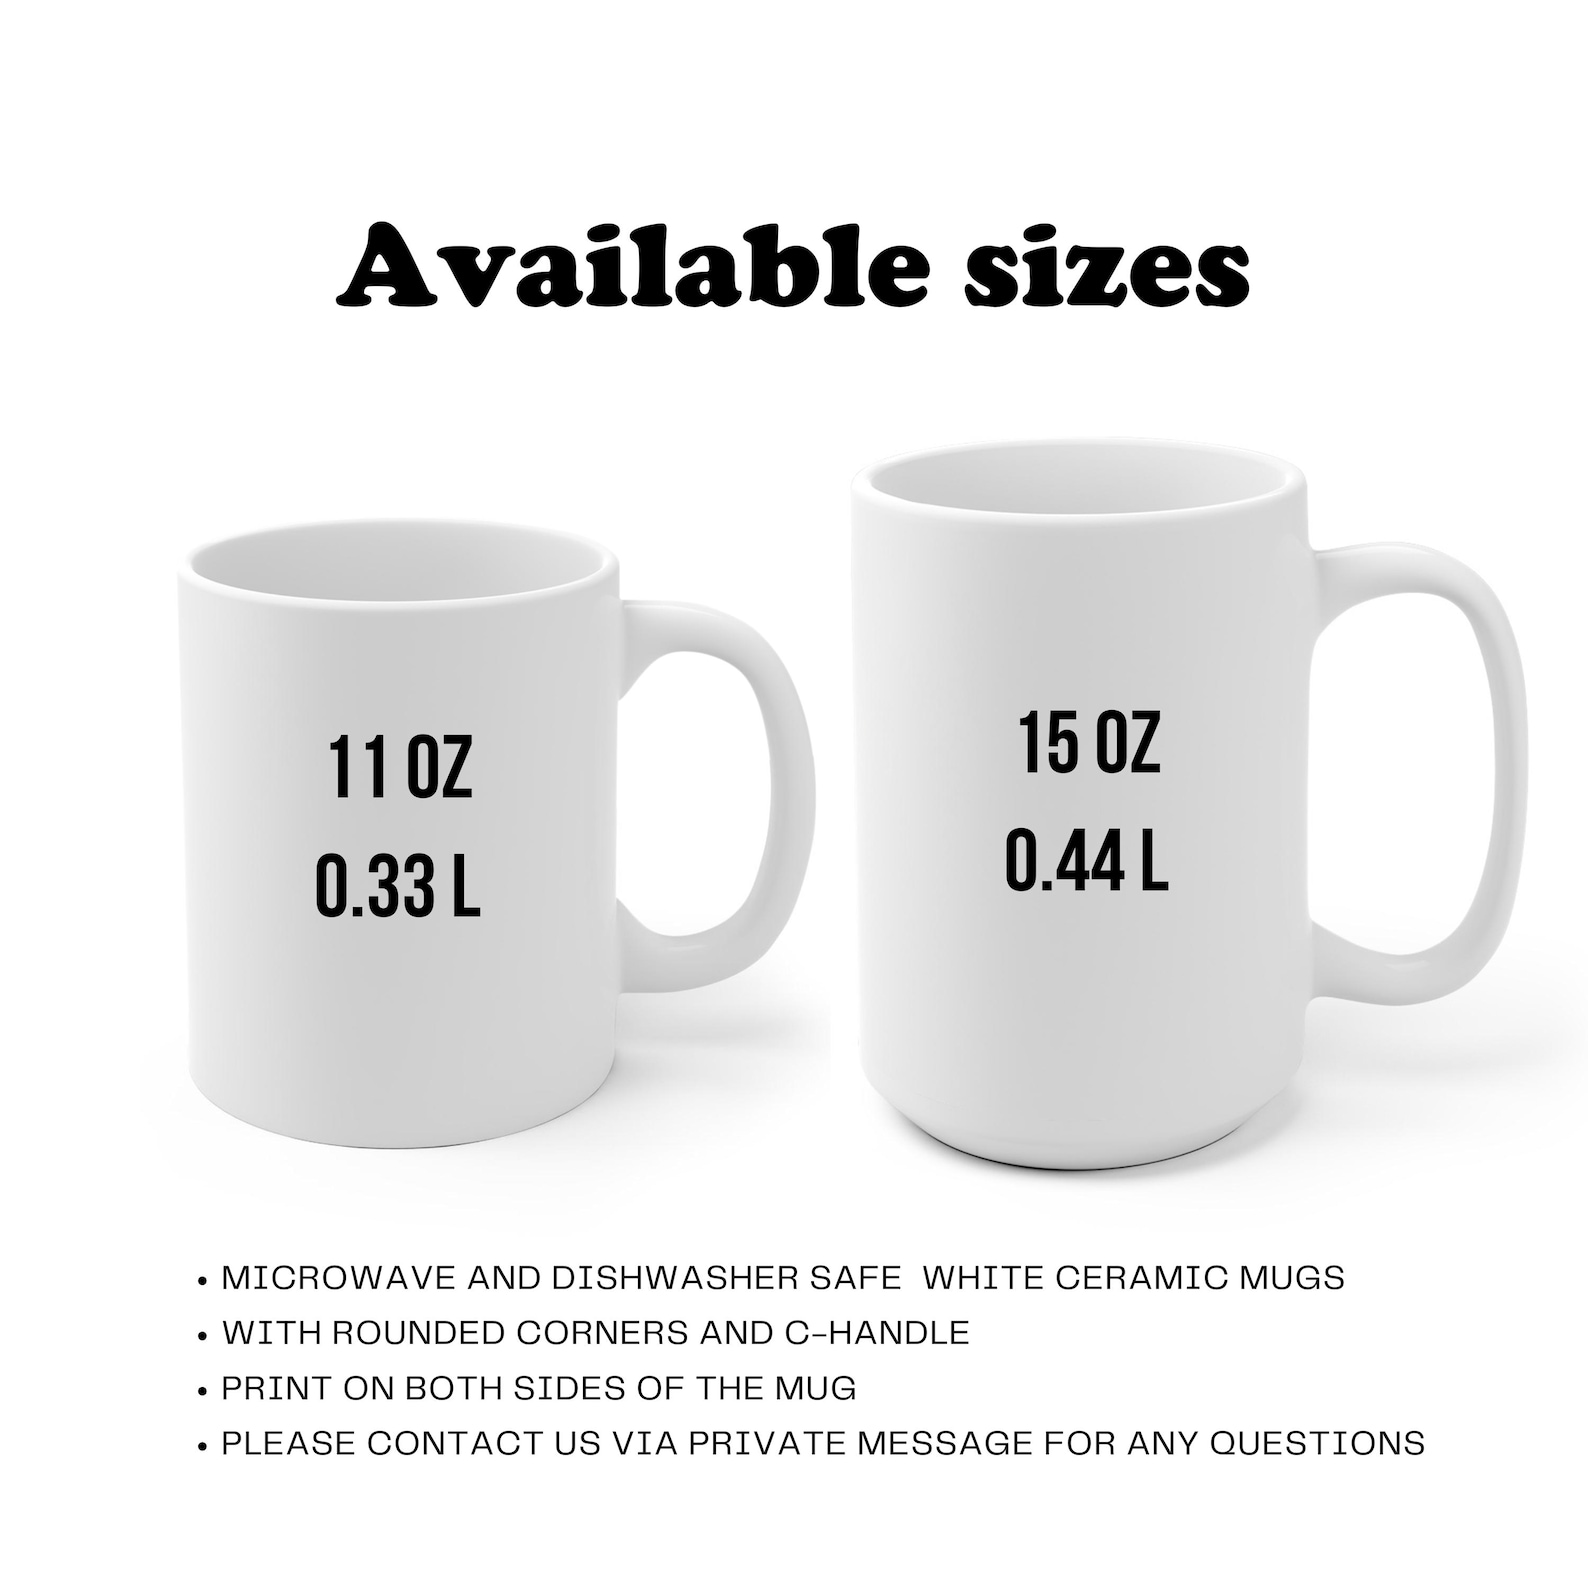 Available sizes
11 OZ
0.33 L
15 OZ
0.44 L
• MICROWAVE AND DISHWASHER SAFE  WHITE CERAMIC MUGS
• WITH ROUNDED CORNERS AND C-HANDLE
• PRINT ON BOTH SIDES OF THE MUG
• PLEASE CONTACT US VIA PRIVATE MESSAGE FOR ANY QUESTIONS